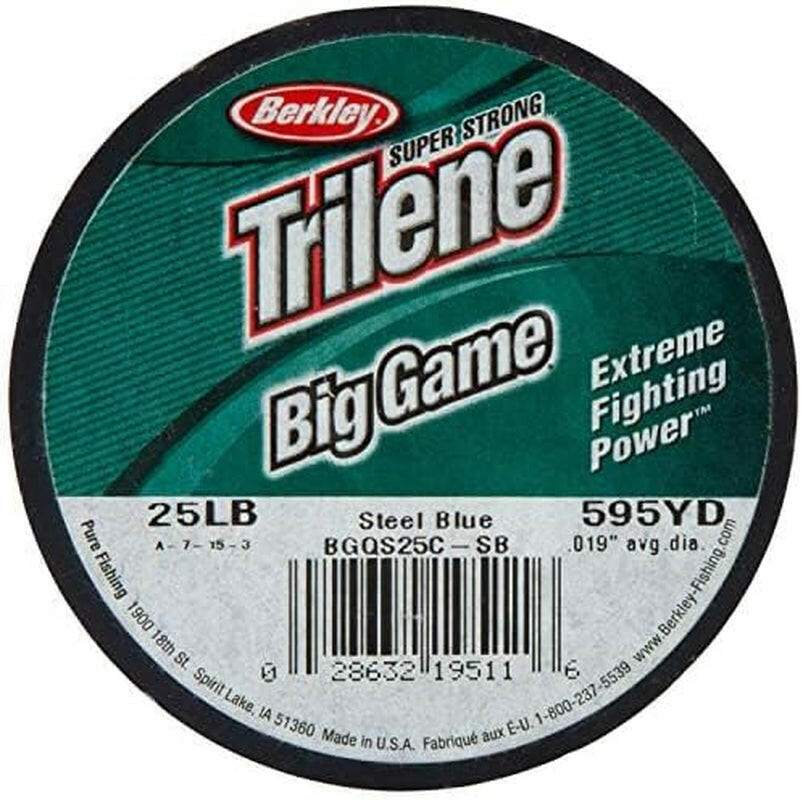 Berkley
SUPER STRONG
Trilene
Big Game
Extreme
Fighting
Power™
25LB
A-7-15-3
Steel Blue
BGQS25C-SB
595YD
.019" avg.dia.
0 28632 19511 6
Pure Fishing 1900 18th St. Spirit Lake, IA 51360 Made in U.S.A. Fabriqué aux É-U. 1-800-237-5539 www.Berkley-Fishing.com